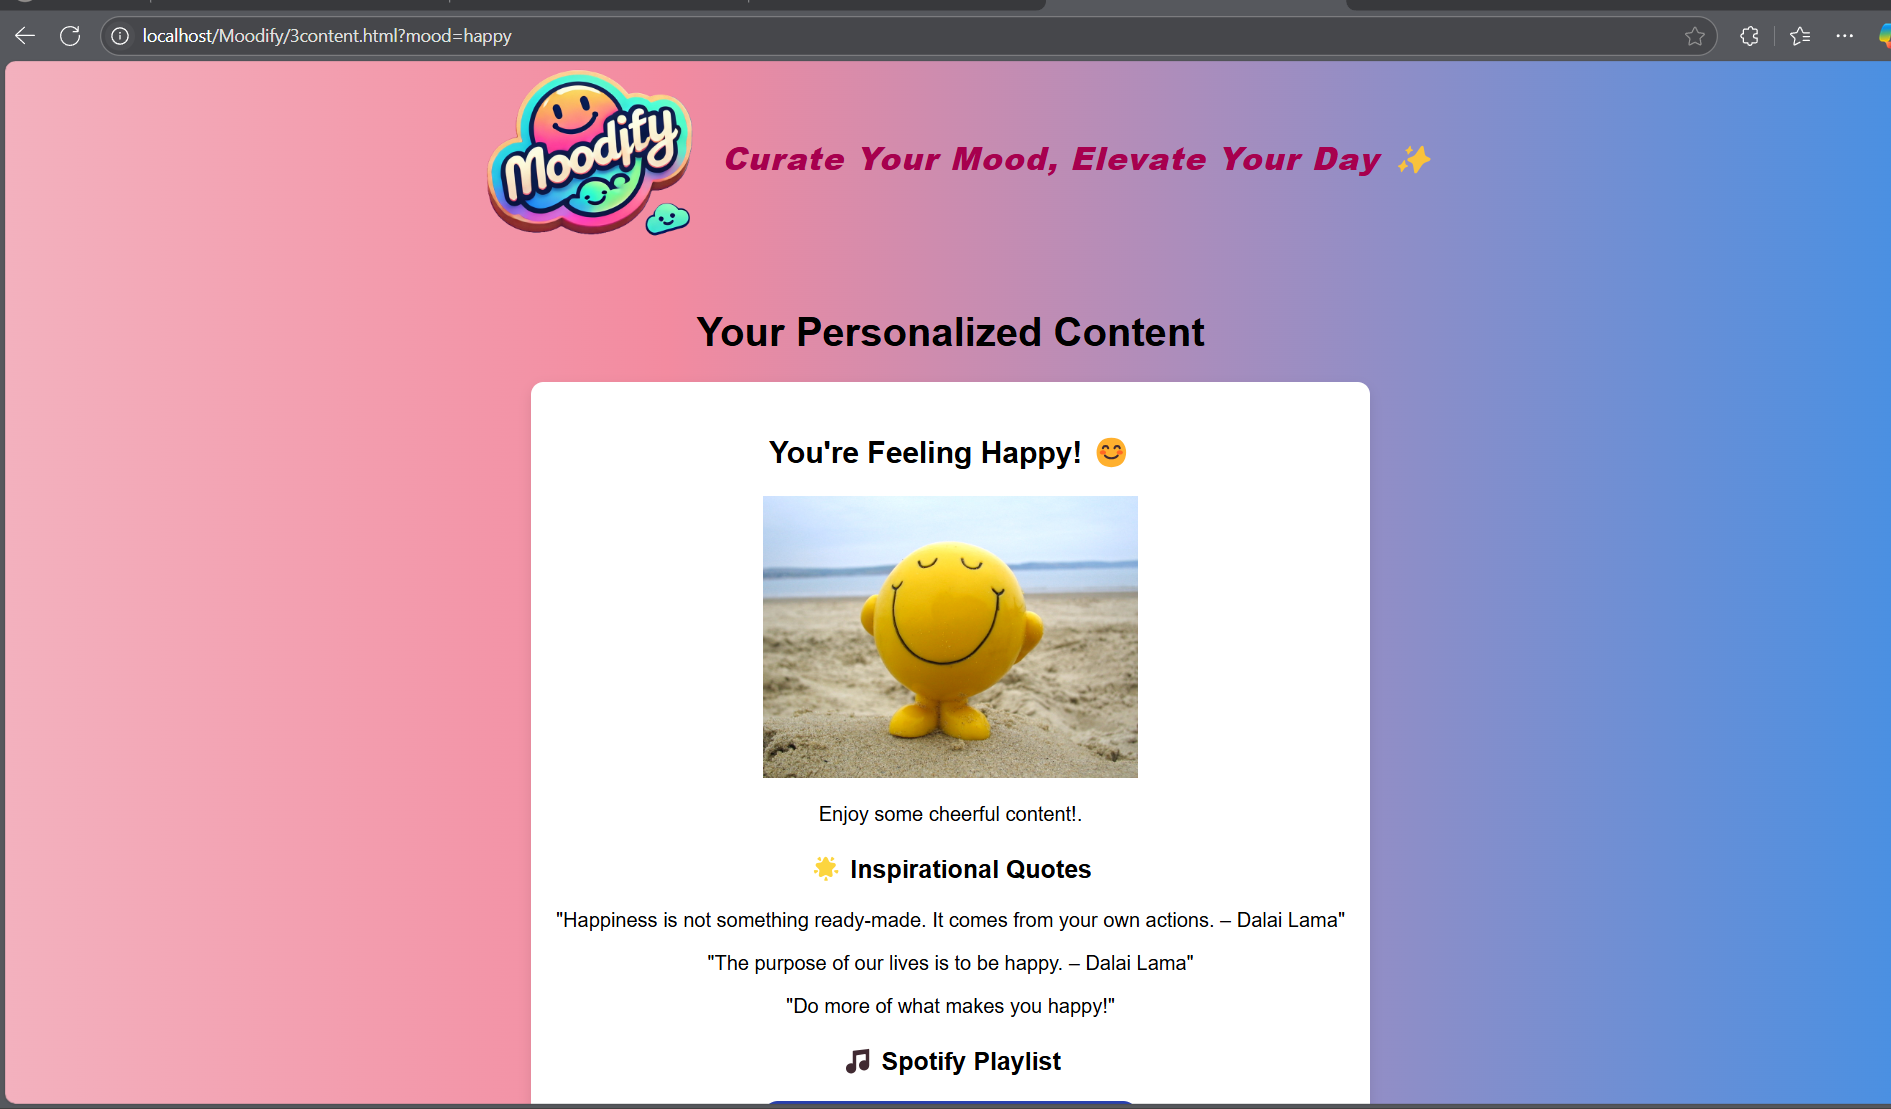 localhost/Moodify/3content.html?mood=happy
Moodify
Curate Your Mood, Elevate Your Day ✨
Your Personalized Content
You're Feeling Happy! 😊
Enjoy some cheerful content!.
🌟 Inspirational Quotes
"Happiness is not something ready-made. It comes from your own actions. – Dalai Lama"
"The purpose of our lives is to be happy. – Dalai Lama"
"Do more of what makes you happy!"
🎵 Spotify Playlist